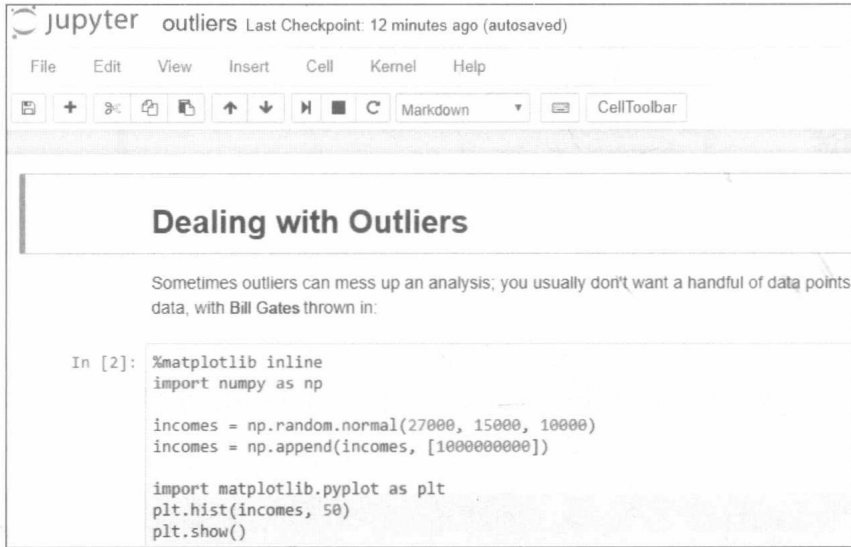 jupyter outliers Last Checkpoint: 12 minutes ago (autosaved)
File Edit View Insert Cell Kernel Help
Markdown CellToolbar
Dealing with Outliers
Sometimes outliers can mess up an analysis; you usually don't want a handful of data points
data, with Bill Gates thrown in:
In [2]: %matplotlib inline
import numpy as np
incomes = np.random.normal(27000, 15000, 10000)
incomes = np.append(incomes, [1000000000])
import matplotlib.pyplot as plt
plt.hist(incomes, 50)
plt.show()